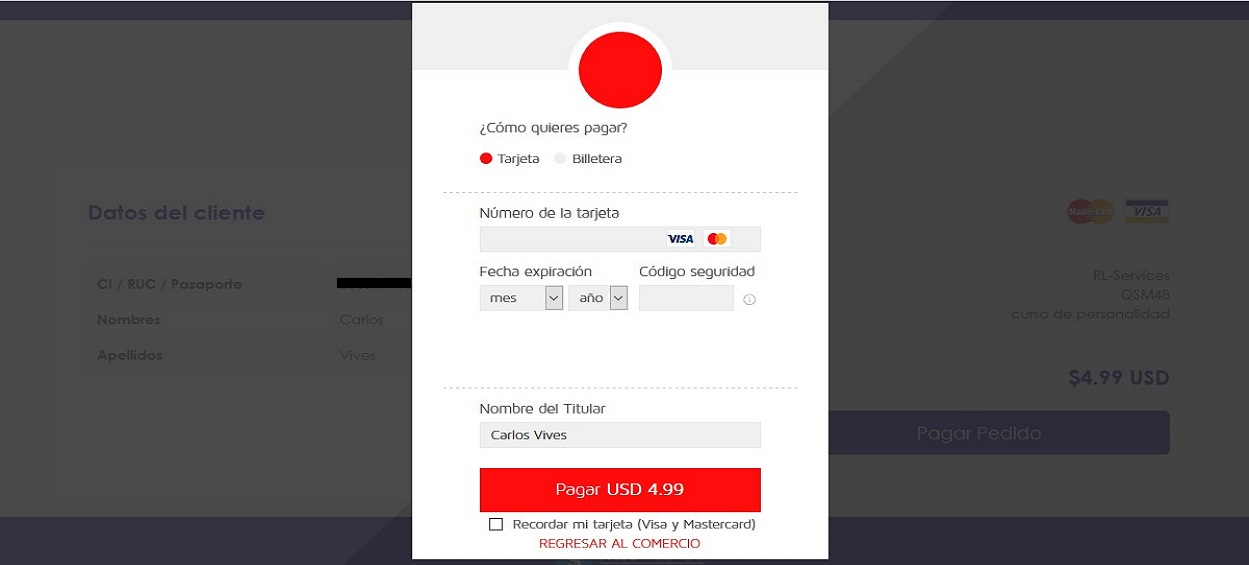 ¿Cómo quieres pagar?
Tarjeta Billetera
Número de la tarjeta
VISA
Fecha expiración Código seguridad
mes año
Nombre del Titular
Carlos Vives
Pagar USD 4.99
Recordar mi tarjeta (Visa y Mastercard)
REGRESAR AL COMERCIO
Datos del cliente
CI / RUC / Pasaporte
Nombres Carlos
Apellidos Vives
MasterCard VISA
RL-Services
QSM48
curso de personalidad
$4.99 USD
Pagar Pedido